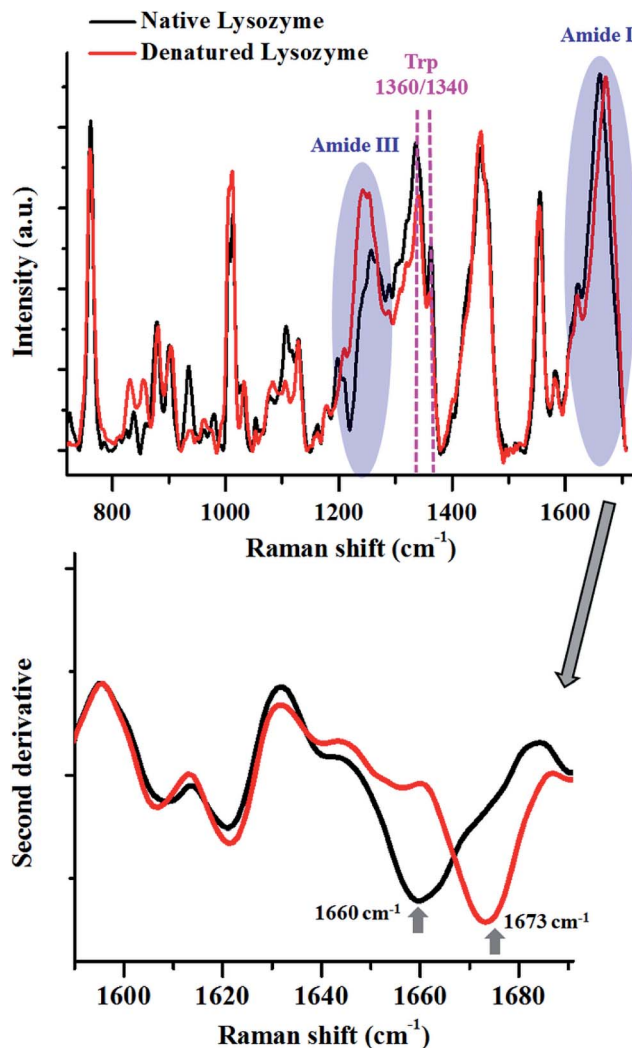 Native Lysozyme
Denatured Lysozyme
Trp
1360/1340
Amide I
Amide III
Intensity (a.u.)
800 1000 1200 1400 1600
Raman shift (cm-1)
Second derivative
1660 cm-1
1673 cm-1
1600 1620 1640 1660 1680
Raman shift (cm-1)